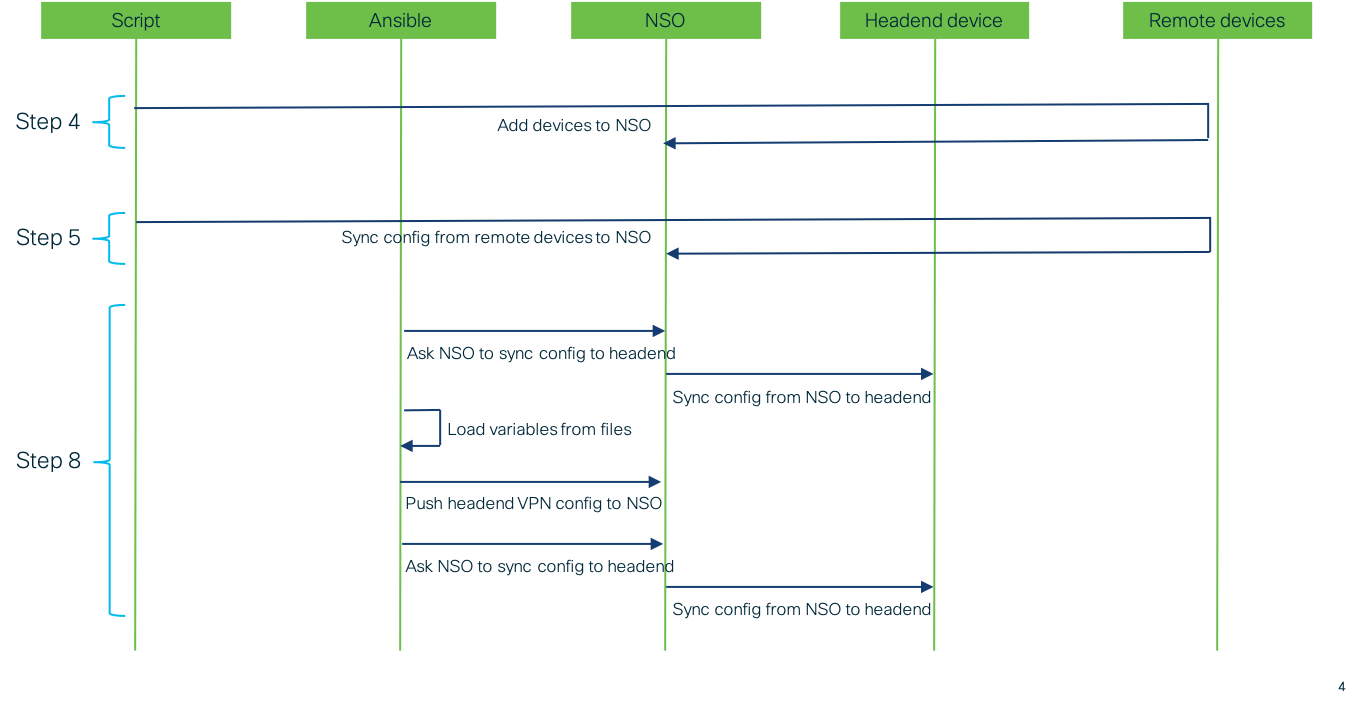 Script
Ansible
NSO
Headend device
Remote devices
Step 4
Add devices to NSO
Step 5
Sync config from remote devices to NSO
Ask NSO to sync config to headend
Sync config from NSO to headend
Load variables from files
Step 8
Push headend VPN config to NSO
Ask NSO to sync config to headend
Sync config from NSO to headend
4